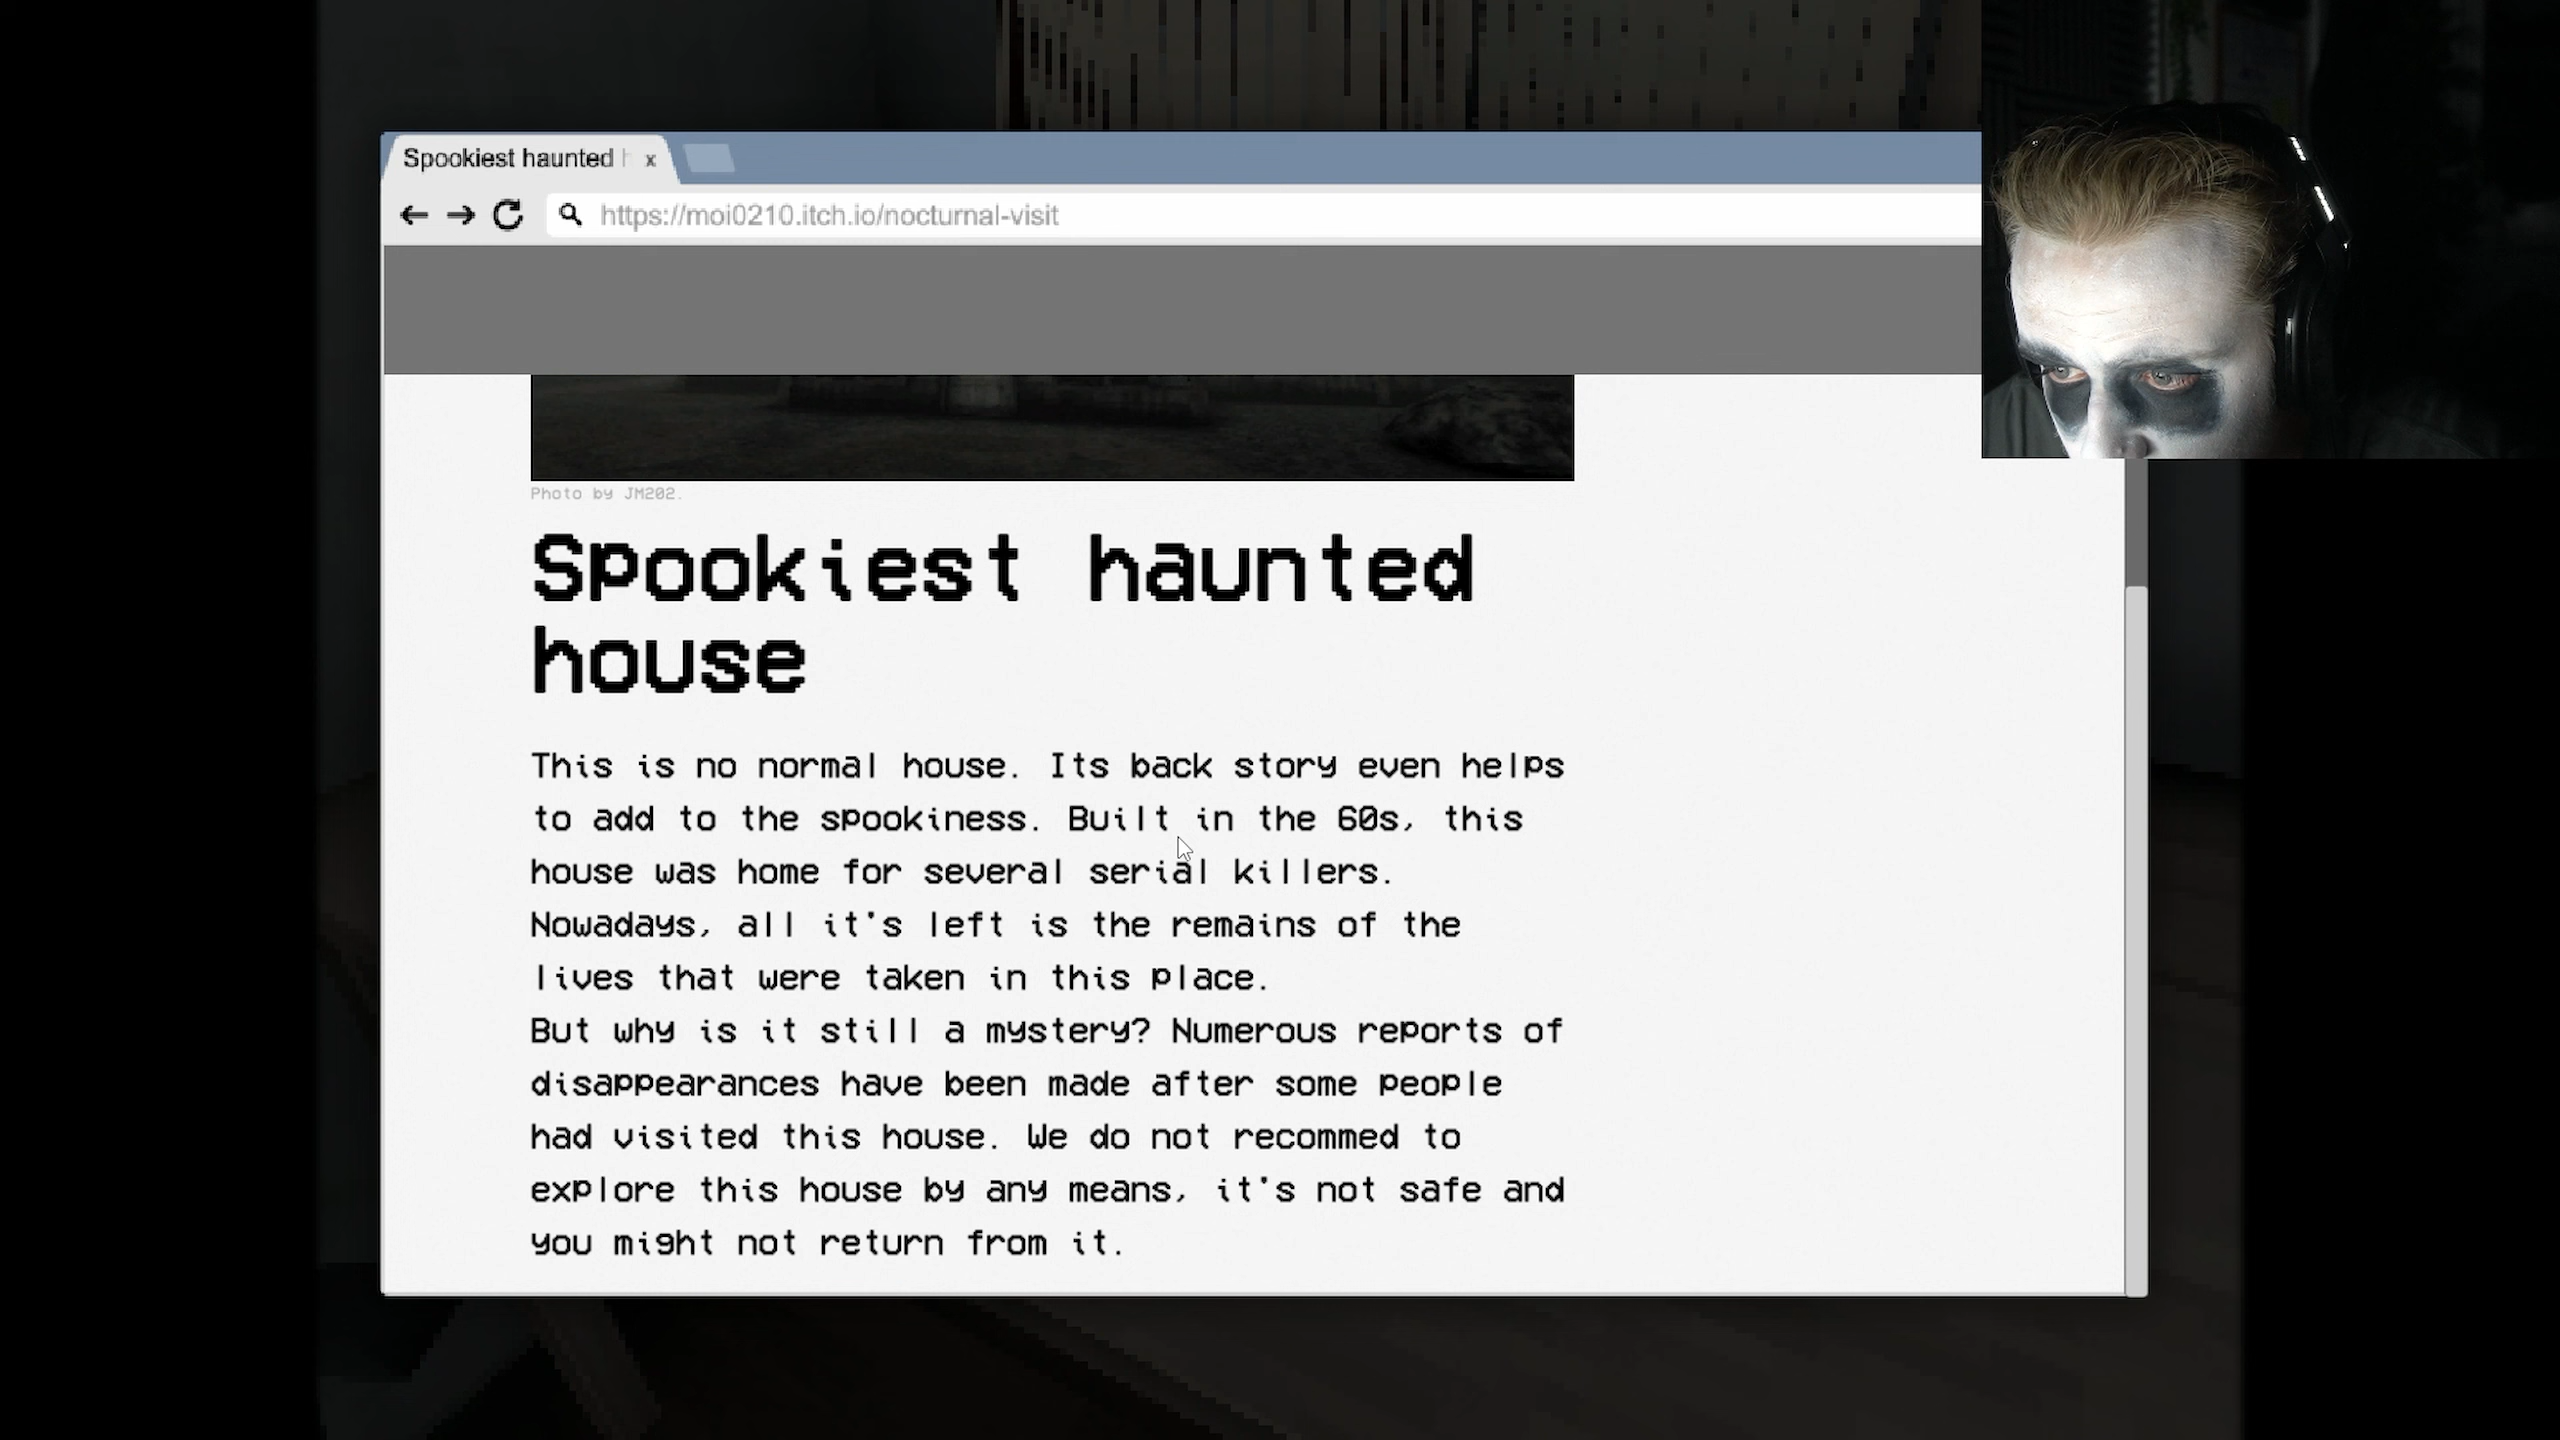 Spookiest haunted
x
https://moi0210.itch.io/nocturnal-visit
Photo by JM202.
Spookiest haunted
house
This is no normal house. Its back story even helps
to add to the spookiness. Built in the 60s, this
house was home for several serial killers.
Nowadays, all it's left is the remains of the
lives that were taken in this place.
But why is it still a mystery? Numerous reports of
disappearances have been made after some people
had visited this house. We do not recommed to
explore this house by any means, it's not safe and
you might not return from it.